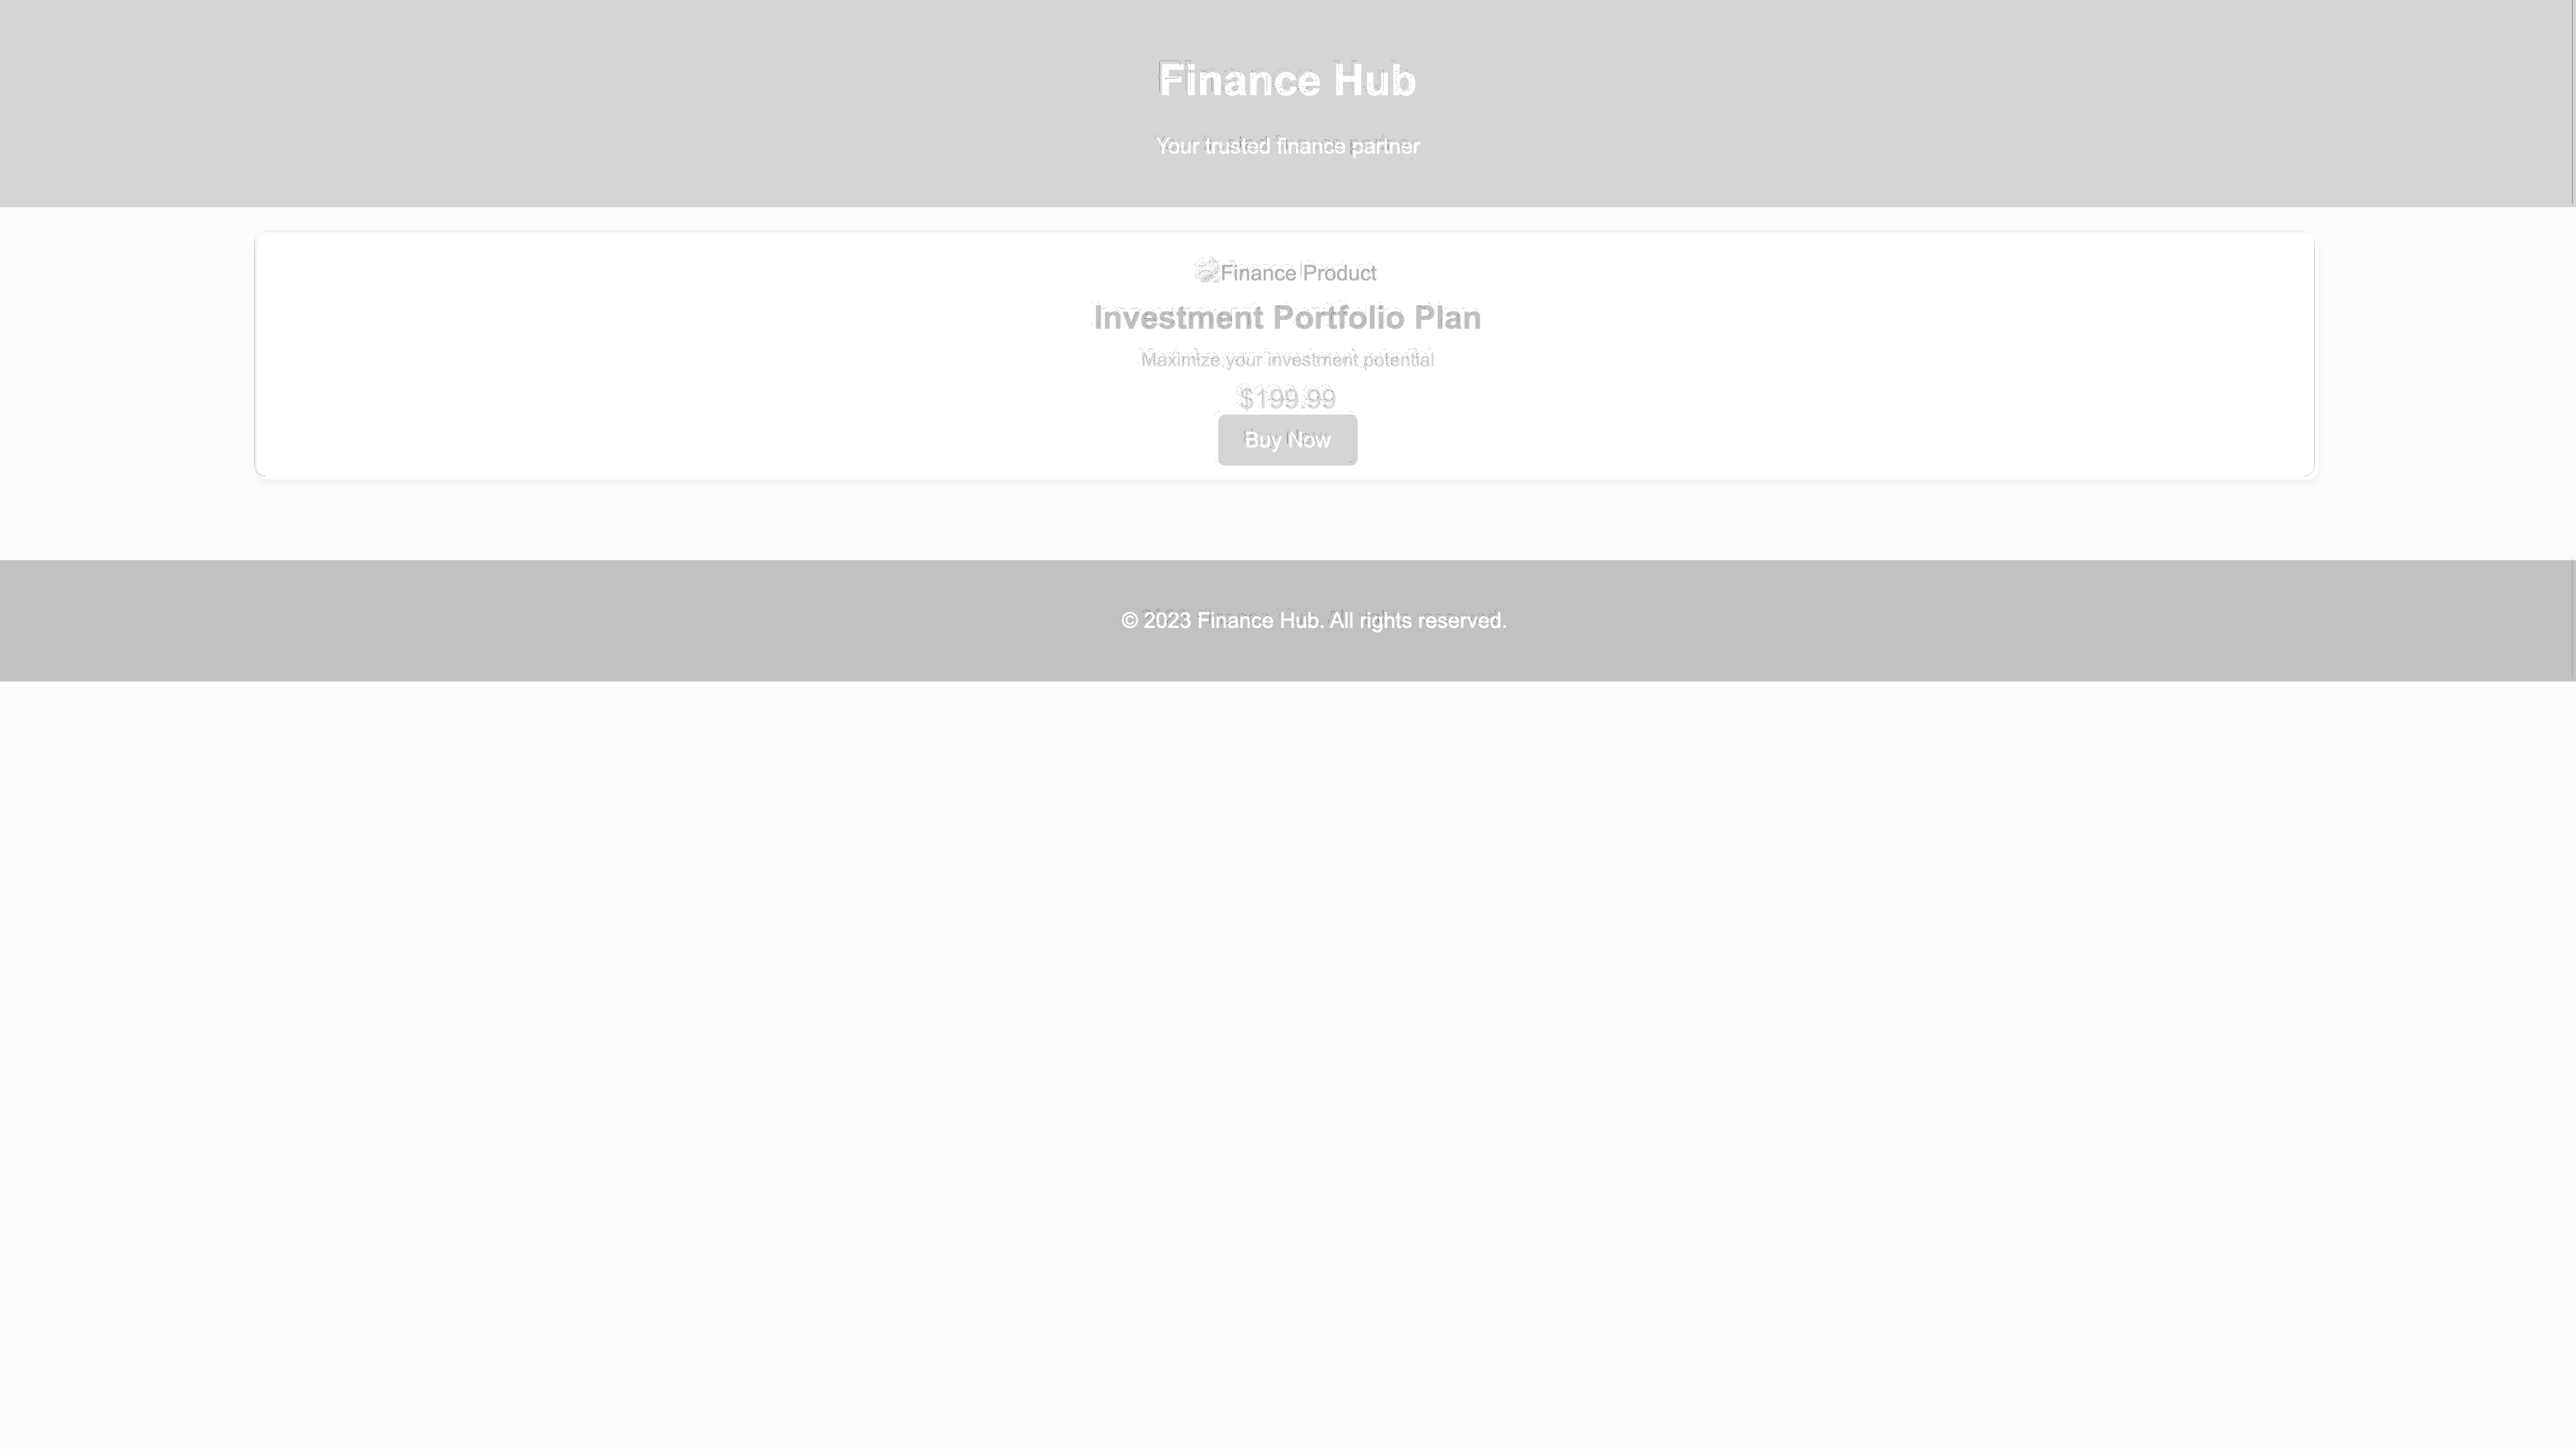 Finance Hub
Your trusted finance partner
Finance Product
Investment Portfolio Plan
Maximize your investment potential
$199.99
Buy Now
© 2023 Finance Hub. All rights reserved.